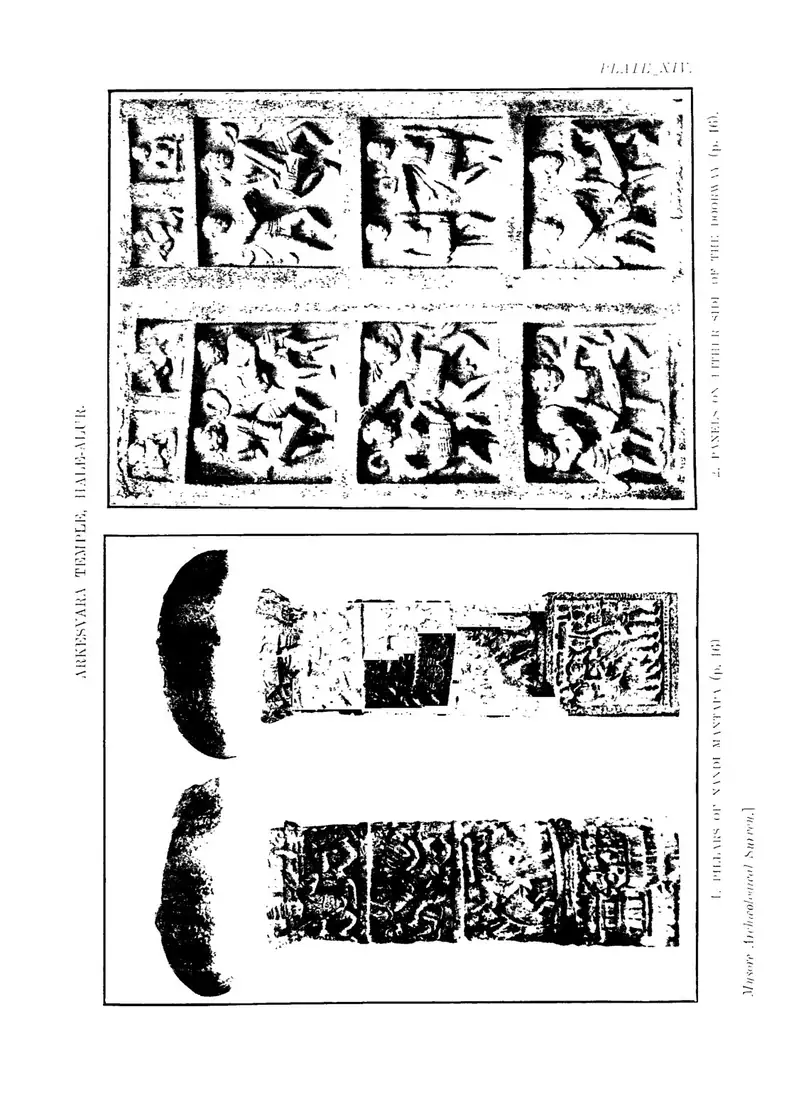 PLATE XIV.
ARKESVARA TEMPLE, HALE-ALUR.
1. PILLARS OF NANDI MANTAPA (p. 16)
2. PANELS ON EITHER SIDE OF THE DOORWAY (p. 16).
Mysore Archæological Survey.]